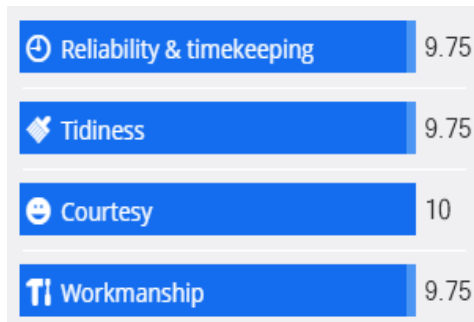 Reliability & timekeeping 9.75
Tidiness 9.75
Courtesy 10
Workmanship 9.75